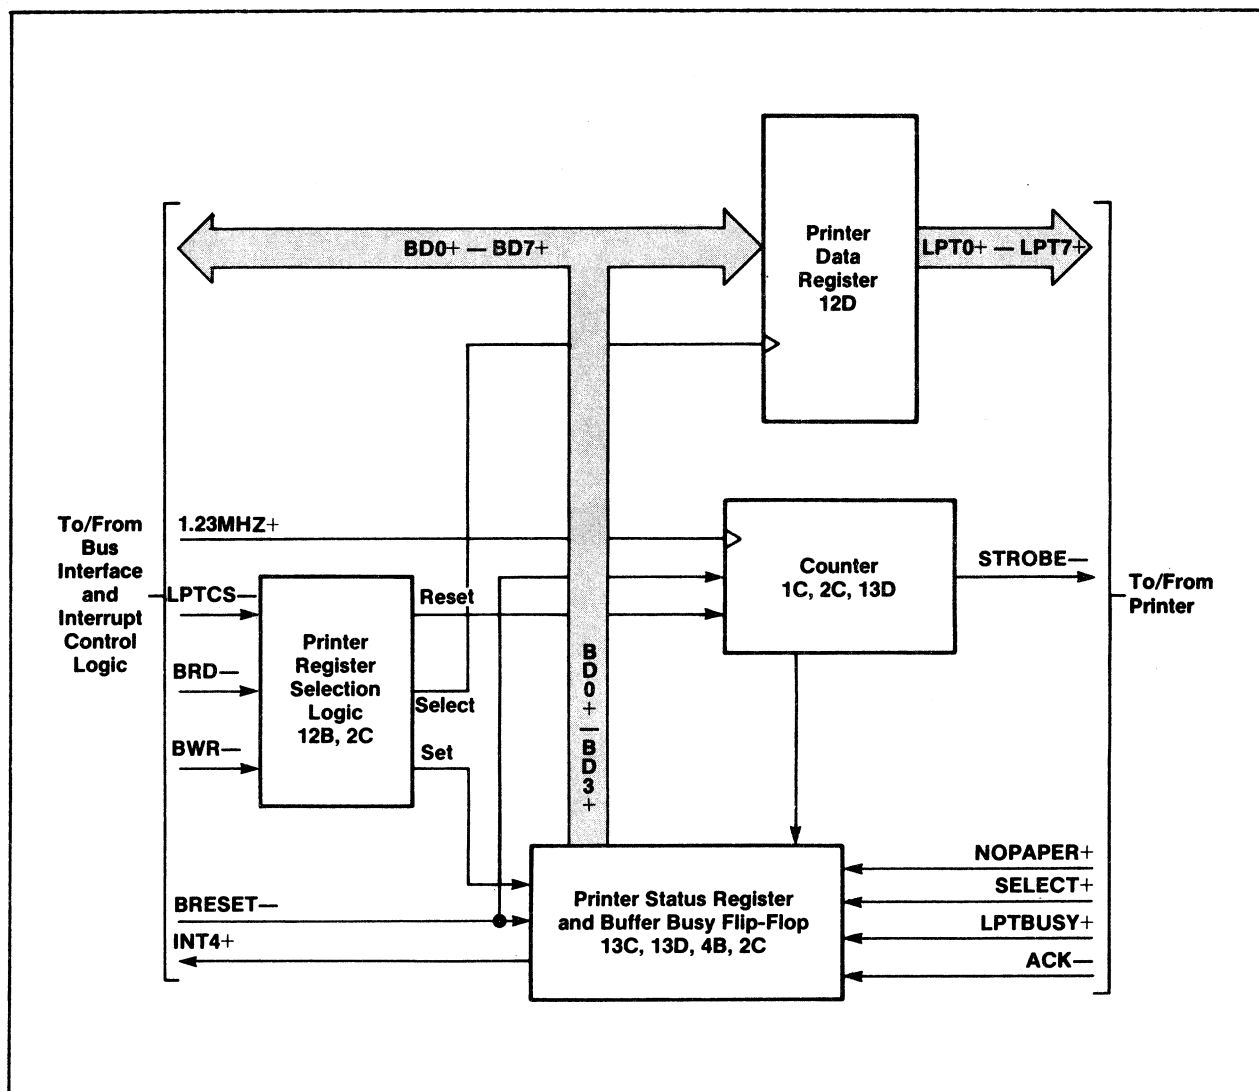 Printer
Data
Register
12D
BD0+ — BD7+
LPT0+ — LPT7+
To/From
Bus
Interface
and
Interrupt
Control
Logic
1.23MHZ+
LPTCS—
BRD—
BWR—
Printer
Register
Selection
Logic
12B, 2C
Reset
Select
Set
BD0+ — BD3+
Counter
1C, 2C, 13D
STROBE—
To/From
Printer
BRESET—
INT4+
Printer Status Register
and Buffer Busy Flip-Flop
13C, 13D, 4B, 2C
NOPAPER+
SELECT+
LPTBUSY+
ACK—